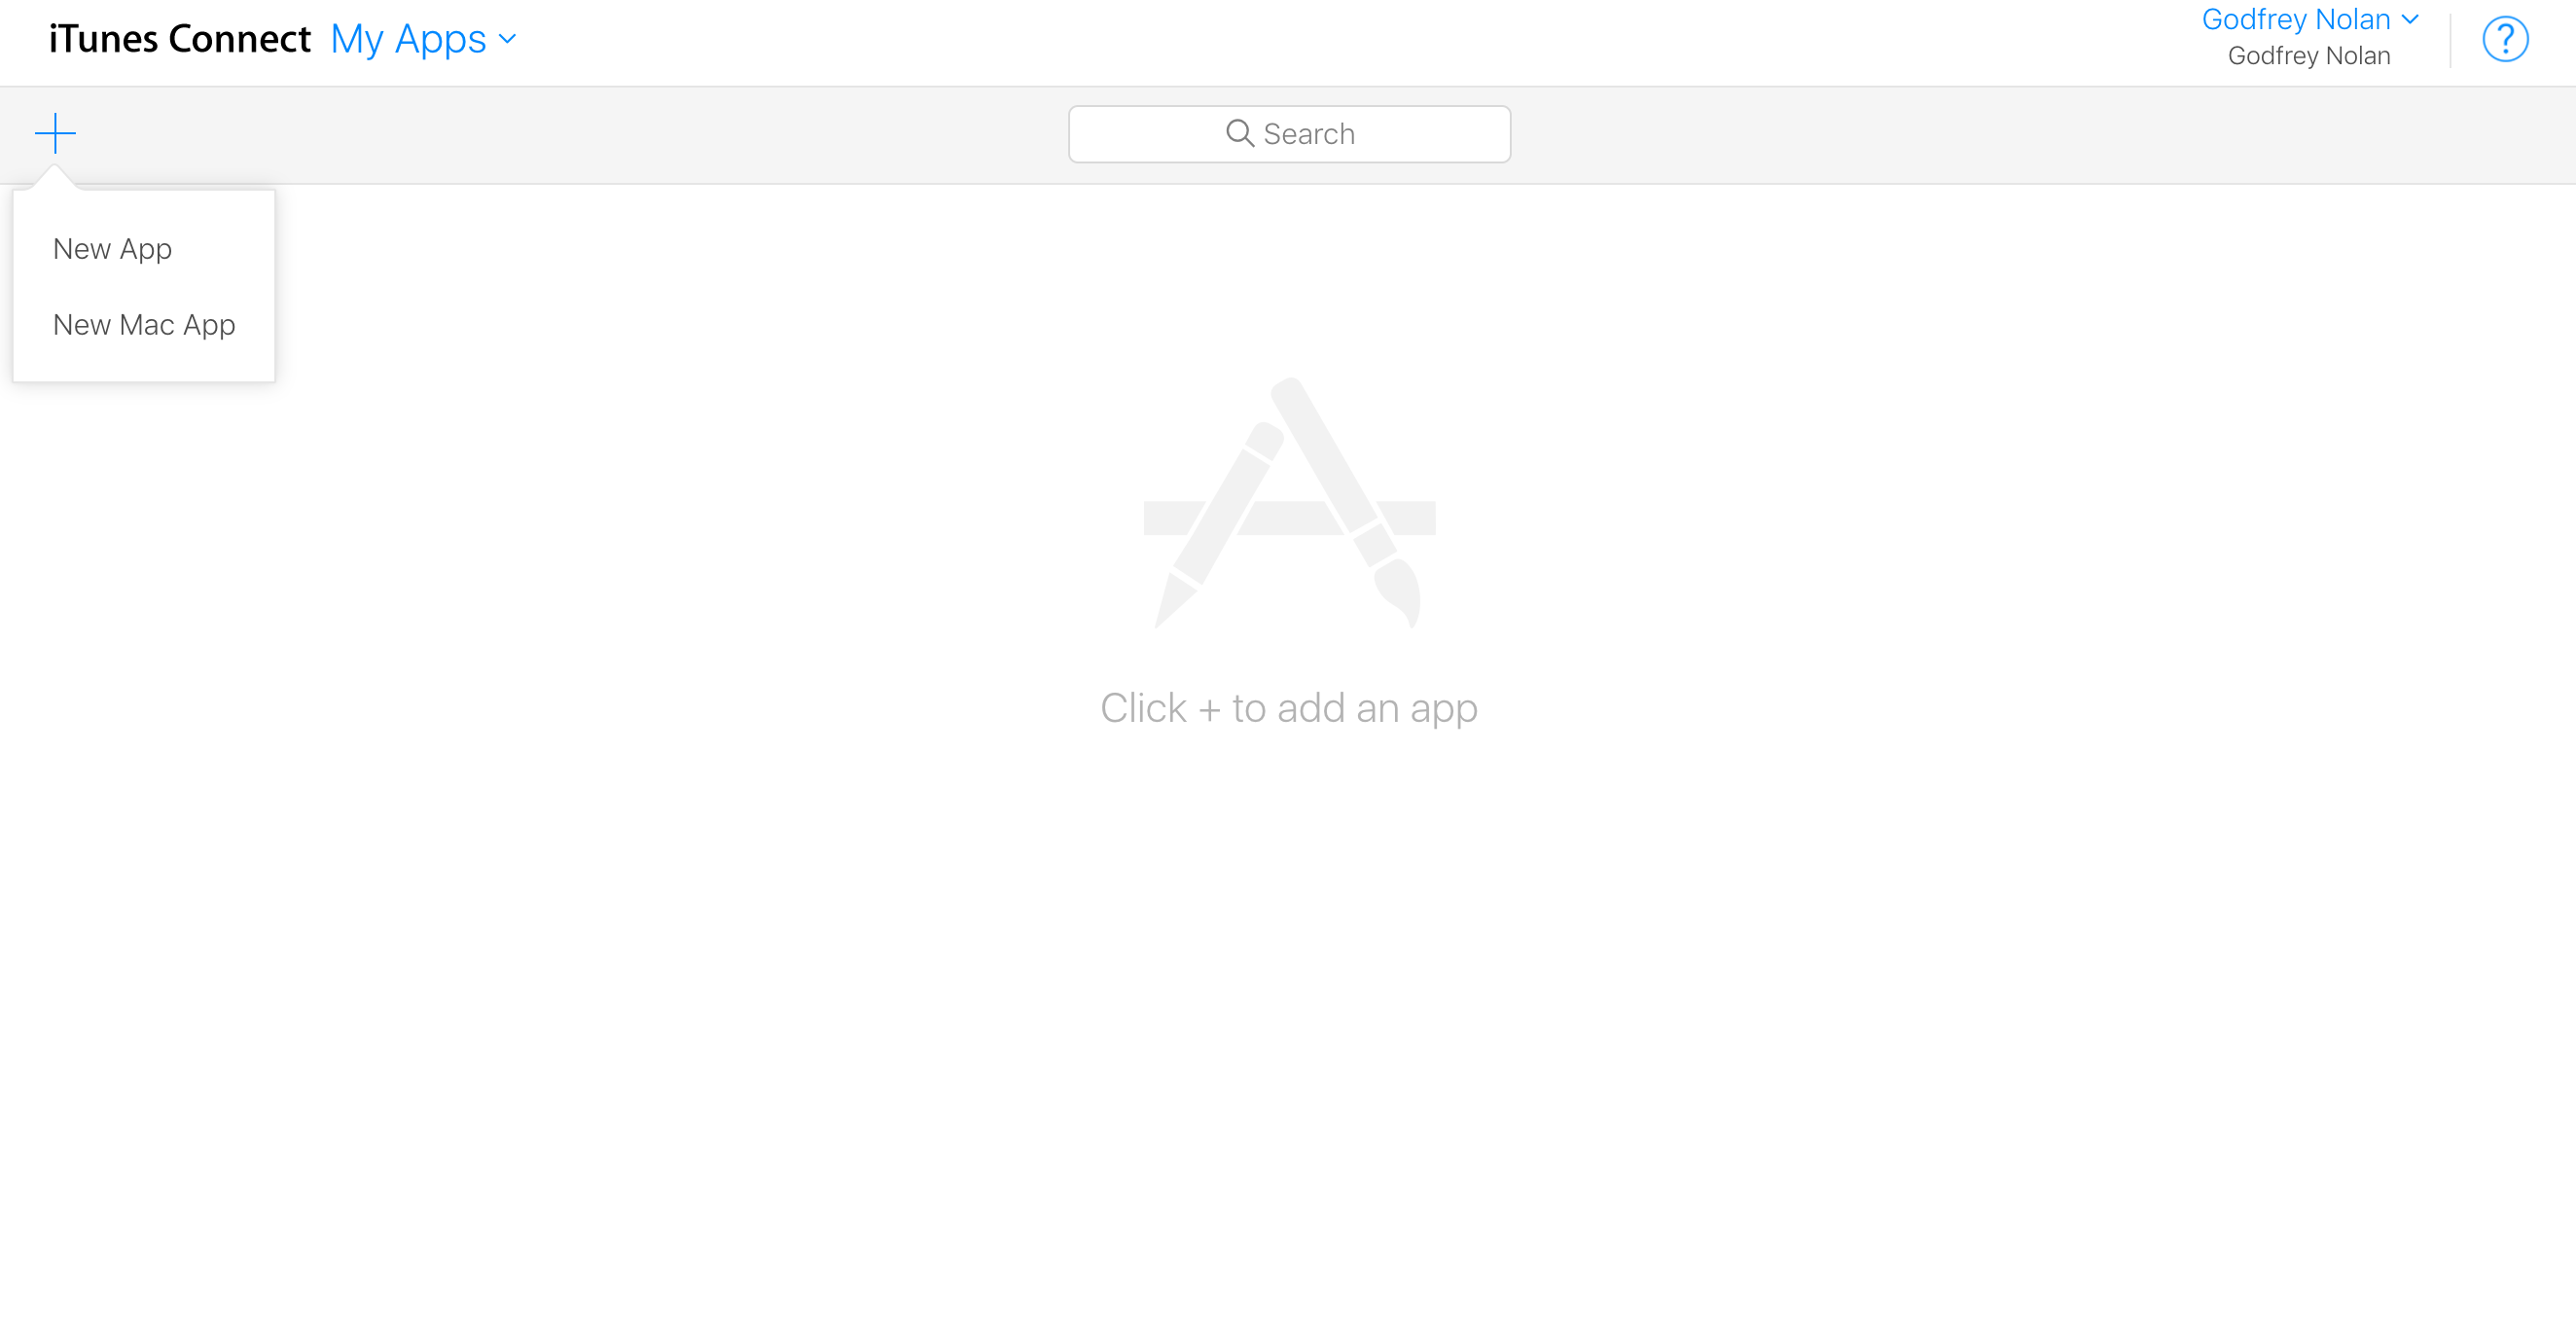 iTunes Connect My Apps
Godfrey Nolan
Godfrey Nolan
?
+
Search
New App
New Mac App
Click + to add an app